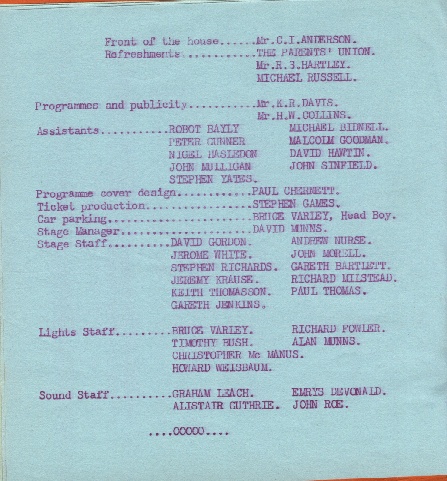 Front of the house......Mr.C.I.ANDERSON.
Refreshments............THE PARENTS' UNION.
Mr.R.B.HARTLEY.
MICHAEL RUSSELL.
Programmes and publicity..........Mr.K.R.DAVIS.
Mr.H.W.COLLINS.
Assistants...........ROBOT BAYLY MICHAEL BIDNELL.
PETER GUNNER MALCOLM GOODMAN.
NIGEL HASLEDON DAVID HAWTIN.
JOHN MULLIGAN JOHN SINFIELD.
STEPHEN YATES.
Programme cover design............PAUL CHERNETT.
Ticket production.................STEPHEN GAMES.
Car parking.......................BRUCE VARLEY, Head Boy.
Stage Manager.....................DAVID MUNNS.
Stage Staff..........DAVID GORDON. ANDREW NURSE.
JEROME WHITE. JOHN MORELL.
STEPHEN RICHARDS. GARETH BARTLETT.
JEREMY KRAUSE. RICHARD MILSTEAD.
KEITH THOMASSON. PAUL THOMAS.
GARETH JENKINS.
Lights Staff.........BRUCE VARLEY. RICHARD FOWLER.
TIMOTHY BUSH. ALAN MUNNS.
CHRISTOPHER Mc MANUS.
HOWARD WEISBAUM.
Sound Staff..........GRAHAM LEACH. EMRYS DEVONALD.
ALISTAIR GUTHRIE. JOHN ROE.
....OOOOO....